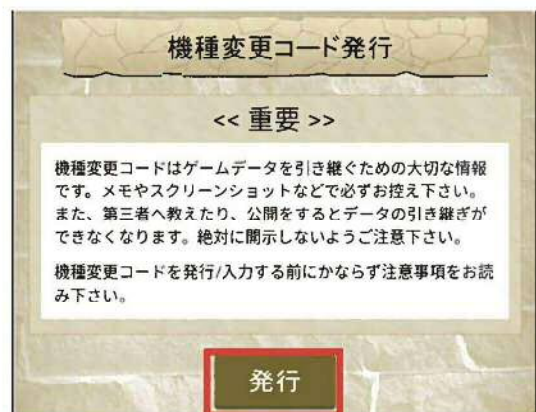 機種変更コード発行
<< 重要 >>
機種変更コードはゲームデータを引き継ぐための大切な情報
です。メモやスクリーンショットなどで必ずお控え下さい。
また、第三者へ教えたり、公開をするとデータの引き継ぎが
できなくなります。絶対に開示しないようご注意下さい。
機種変更コードを発行/入力する前にかならず注意事項をお読
み下さい。
発行